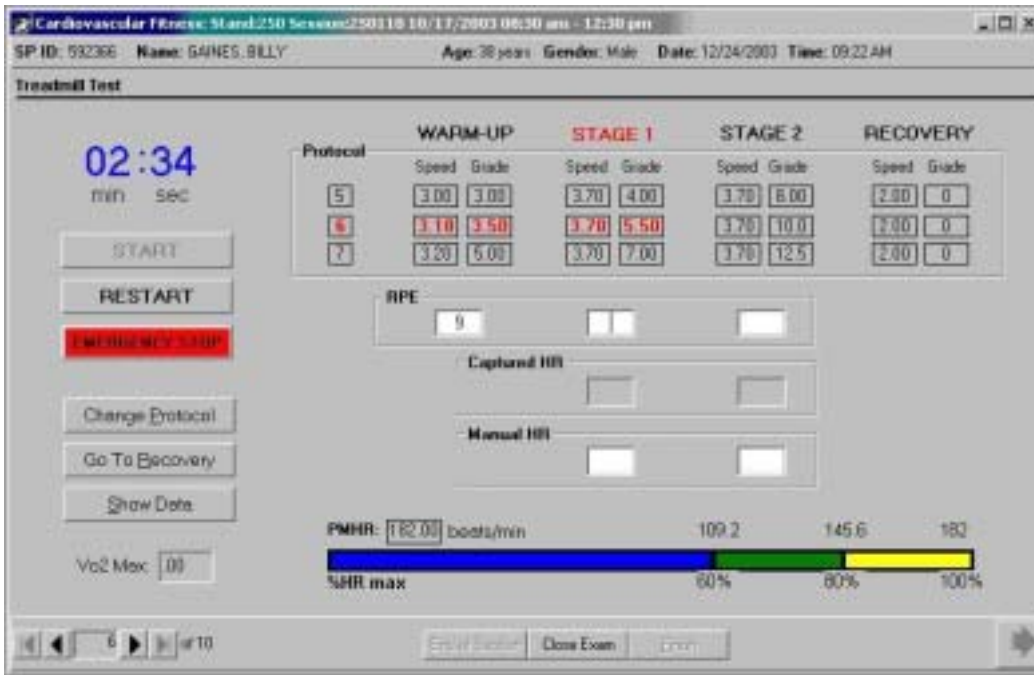 Cardiovascular Fitness: Stand:250 Session:250116 10/17/2003 08:30 am - 12:30 pm
SP ID: 592366 Name: GAINES, BILLY Age: 38 years Gender: Male Date: 12/24/2003 Time: 09:22 AM
Treadmill Test
WARM-UP STAGE 1 STAGE 2 RECOVERY
Protocol
02:34
min sec
Speed Grade Speed Grade Speed Grade Speed Grade
5 3.00 3.00 3.70 4.00 3.70 8.00 2.00 0
6 3.10 3.50 3.70 5.50 3.70 10.0 2.00 0
7 3.20 5.00 3.70 7.00 3.70 12.5 2.00 0
START
RESTART
EMERGENCY STOP
RPE
9
Captured HR
Manual HR
Change Protocol
Go To Recovery
Show Data
PMHR: 182.00 beats/min 109.2 145.6 182
Vo2 Max: .00
%HR max 60% 80% 100%
6 of 10
Close Exam